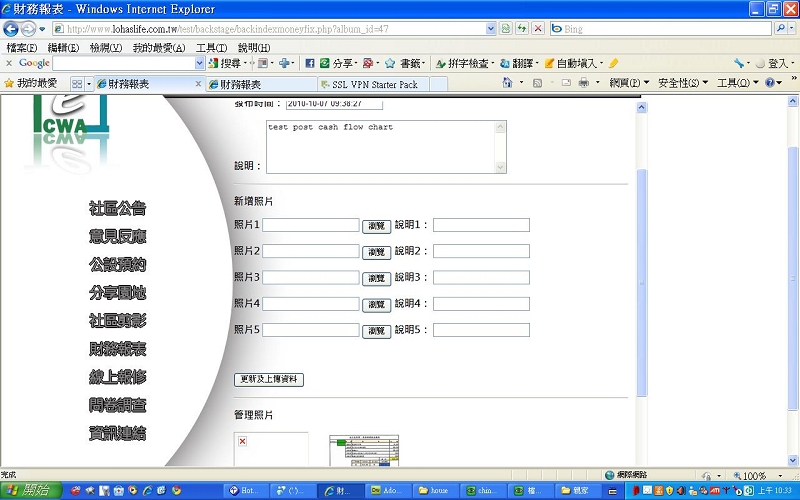 財務報表 - Windows Internet Explorer
http://www.lohaslife.com.tw/test/backstage/backindexmoneyfix.php?album_id=47
Bing
檔案(F) 編輯(E) 檢視(V) 我的最愛(A) 工具(T) 說明(H)
x Google 搜尋 分享 書籤 拼字檢查 翻譯 自動填入 登入
我的最愛 財務報表 x 財務報表 SSL VPN Starter Pack 網頁(P) 安全性(S) 工具(O)
發布時間： 2010-10-07 09:38:27
CWA
test post cash flow chart
說明：
社區公告
意見反應
公設預約
分享園地
社區剪影
財務報表
線上報修
問卷調查
資訊連結
新增照片
照片1 瀏覽 說明1：
照片2 瀏覽 說明2：
照片3 瀏覽 說明3：
照片4 瀏覽 說明4：
照片5 瀏覽 說明5：
更新及上傳資料
管理照片
完成 網際網路 100%
開始 Hot... 財... Ado... houe 上午 10:33